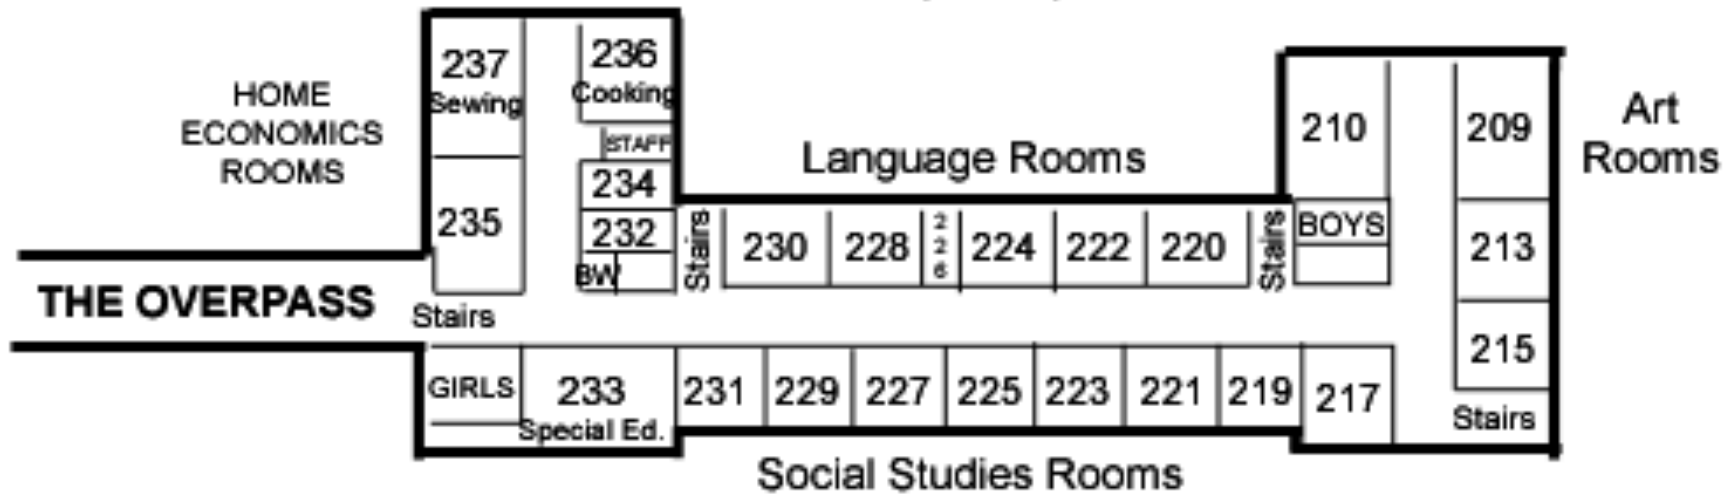 237
Sewing
236
Cooking
HOME
ECONOMICS
ROOMS
STAFF
234
235
232
BW
Stairs
Language Rooms
210
209
Art
Rooms
230
228
226
224
222
220
Stairs
BOYS
213
THE OVERPASS
Stairs
215
GIRLS
233
Special Ed.
231
229
227
225
223
221
219
217
Stairs
Social Studies Rooms